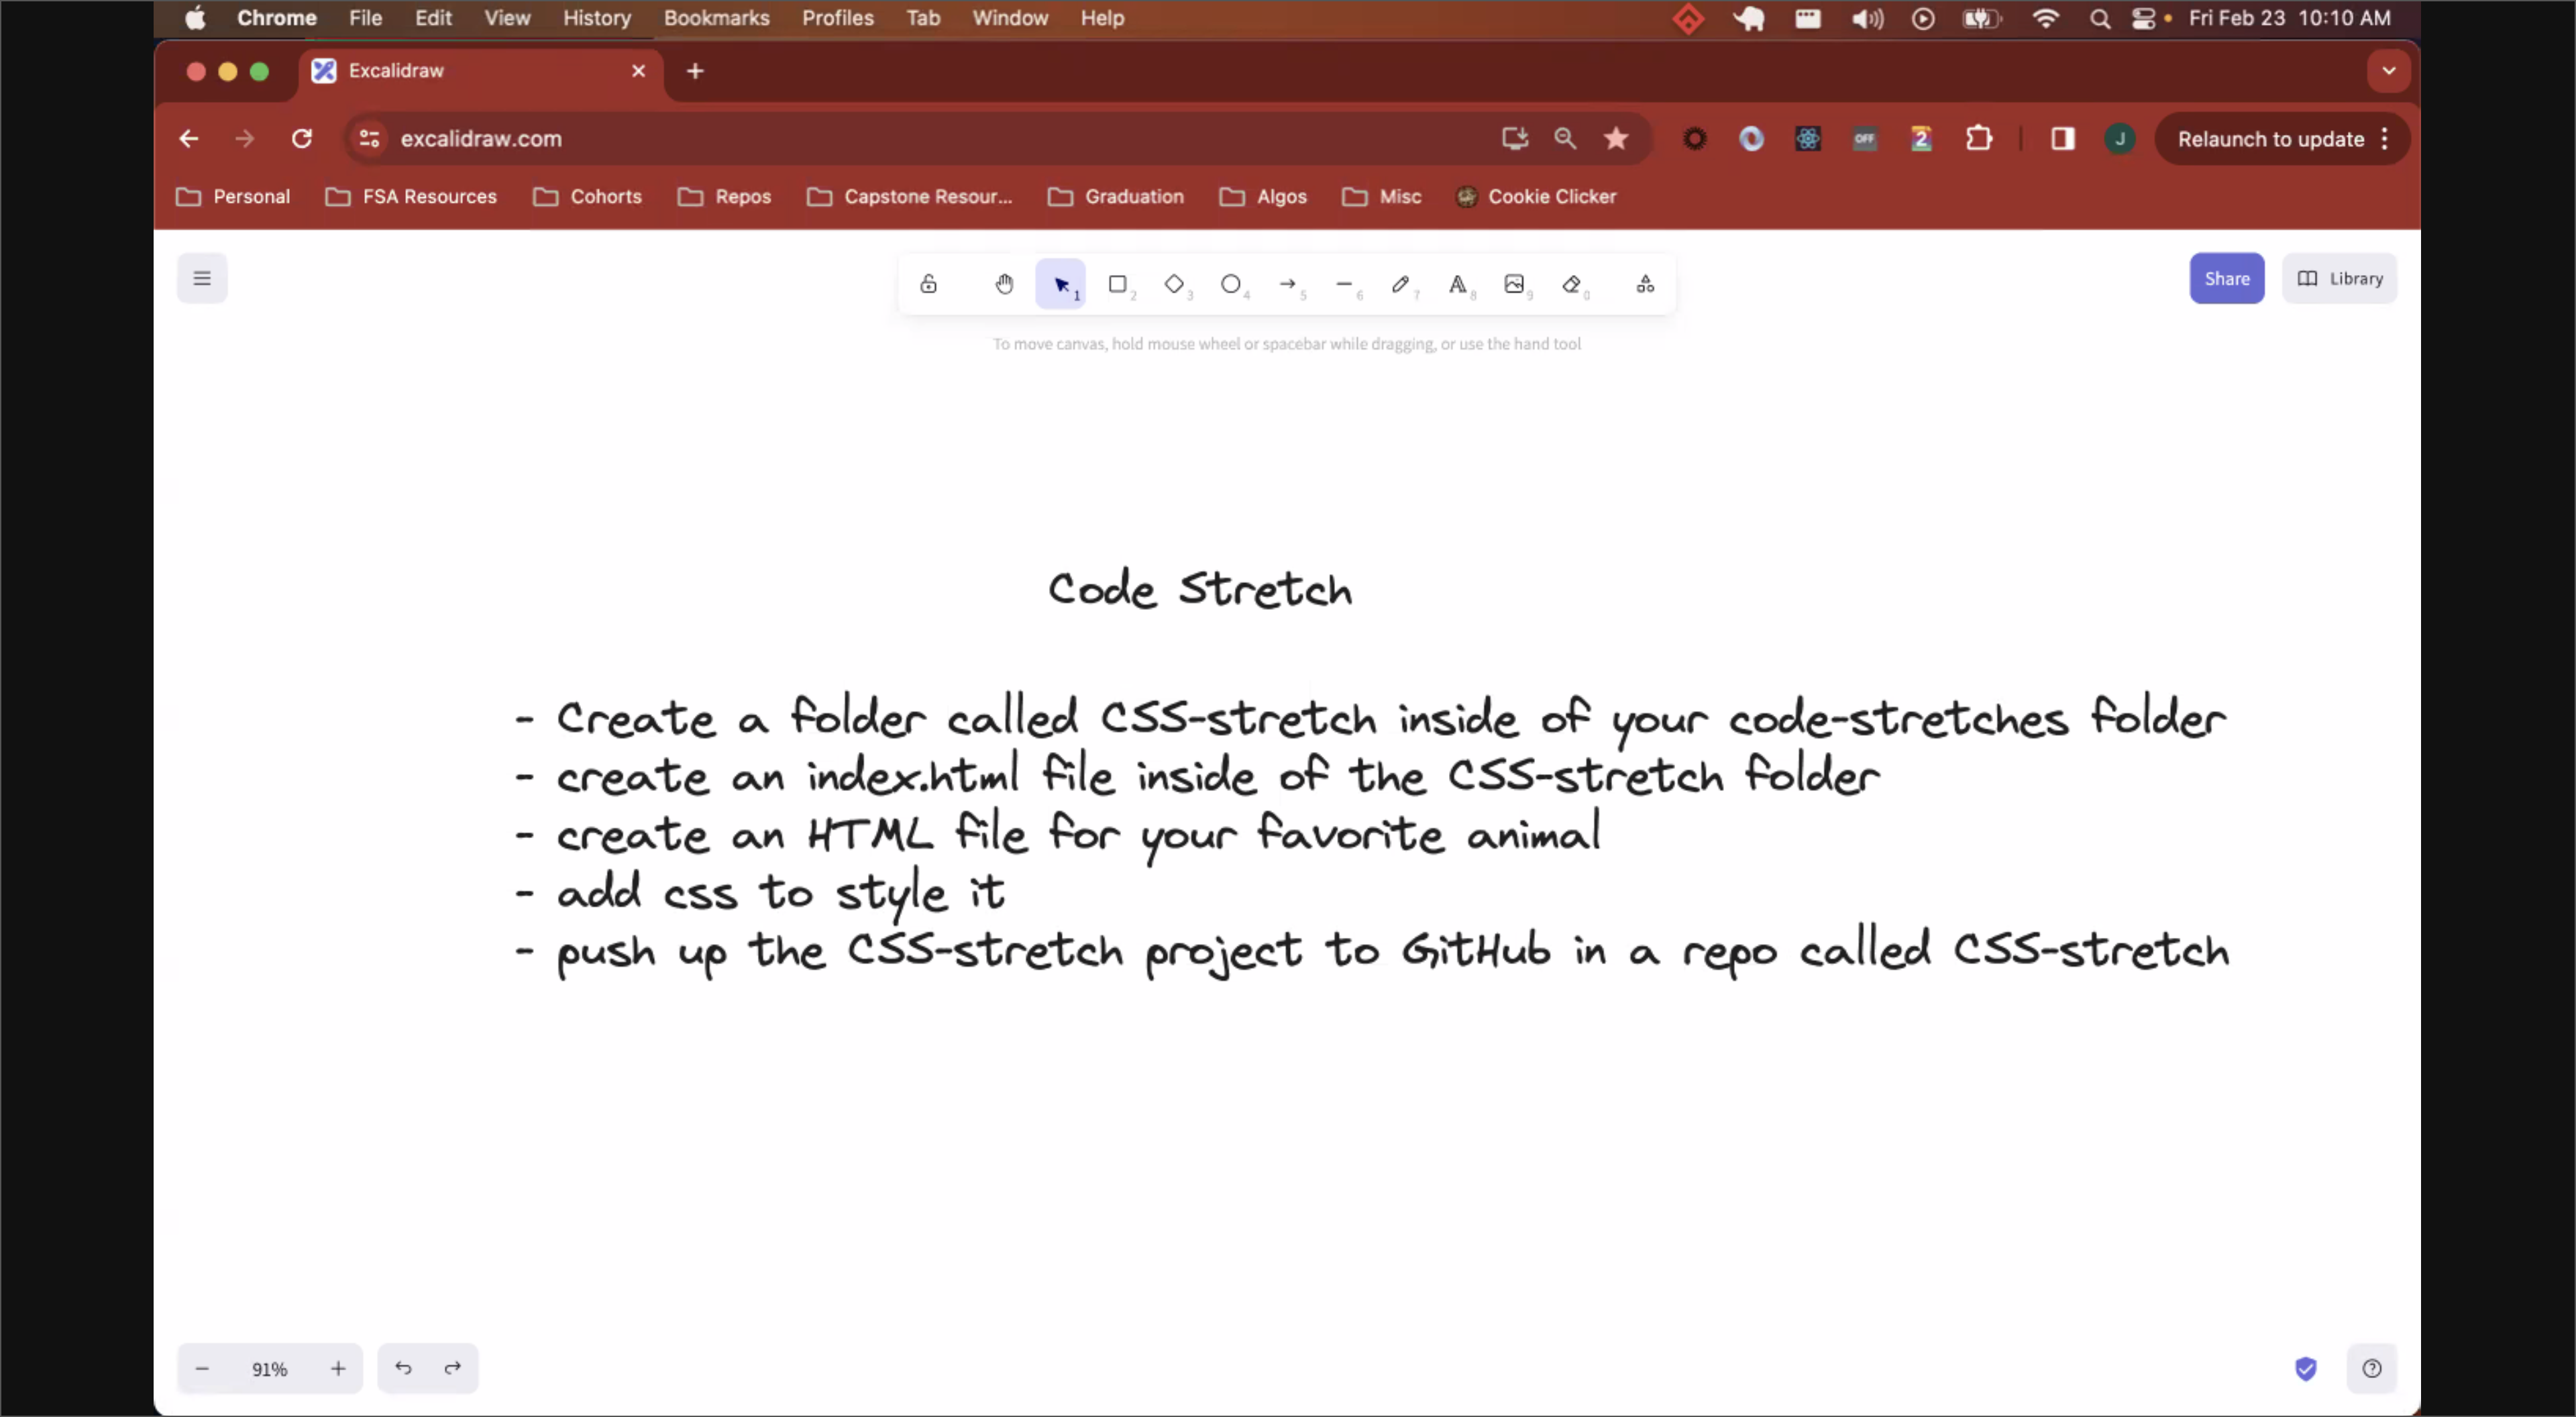 Chrome File Edit View History Bookmarks Profiles Tab Window Help Fri Feb 23 10:10 AM
Excalidraw
excalidraw.com OFF 2 J Relaunch to update
Personal FSA Resources Cohorts Repos Capstone Resour... Graduation Algos Misc Cookie Clicker
1 2 3 4 5 6 7 8 9 0 Share Library
To move canvas, hold mouse wheel or spacebar while dragging, or use the hand tool
Code Stretch
- Create a folder called CSS-stretch inside of your code-stretches folder
- create an index.html file inside of the CSS-stretch folder
- create an HTML file for your favorite animal
- add css to style it
- push up the CSS-stretch project to GitHub in a repo called CSS-stretch
91%